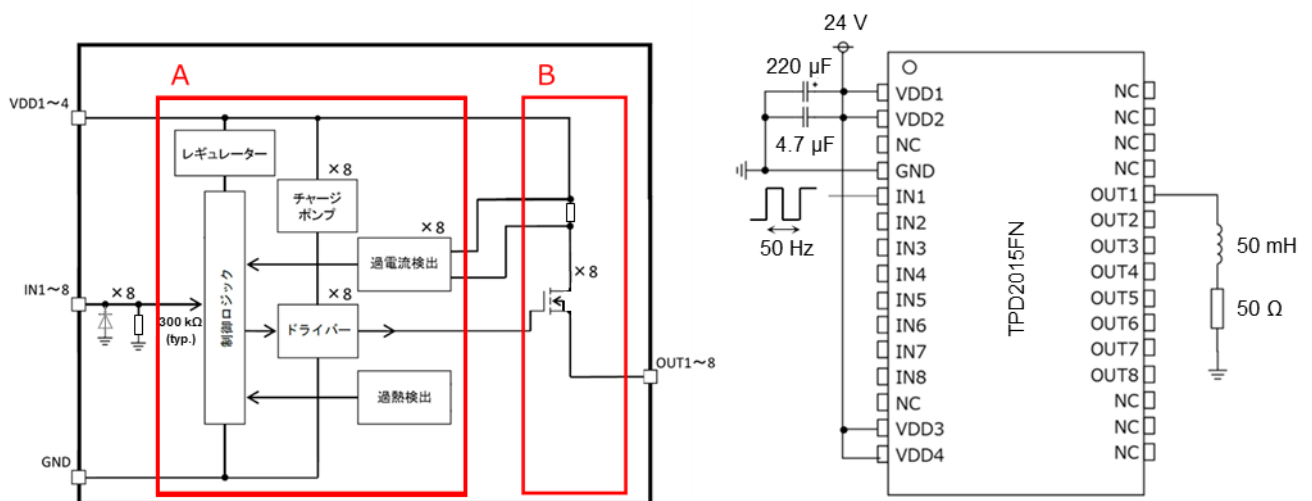 A
B
VDD1～4
レギュレーター
×8
チャージ
ポンプ
×8
過電流検出
×8
IN1～8
×8
300 kΩ
(typ.)
制御ロジック
×8
ドライバー
OUT1～8
過熱検出
GND
24 V
220 µF
+
4.7 µF
50 Hz
TPD2015FN
VDD1
VDD2
NC
GND
IN1
IN2
IN3
IN4
IN5
IN6
IN7
IN8
NC
VDD3
VDD4
NC
NC
NC
NC
OUT1
OUT2
OUT3
OUT4
OUT5
OUT6
OUT7
OUT8
NC
NC
NC
50 mH
50 Ω